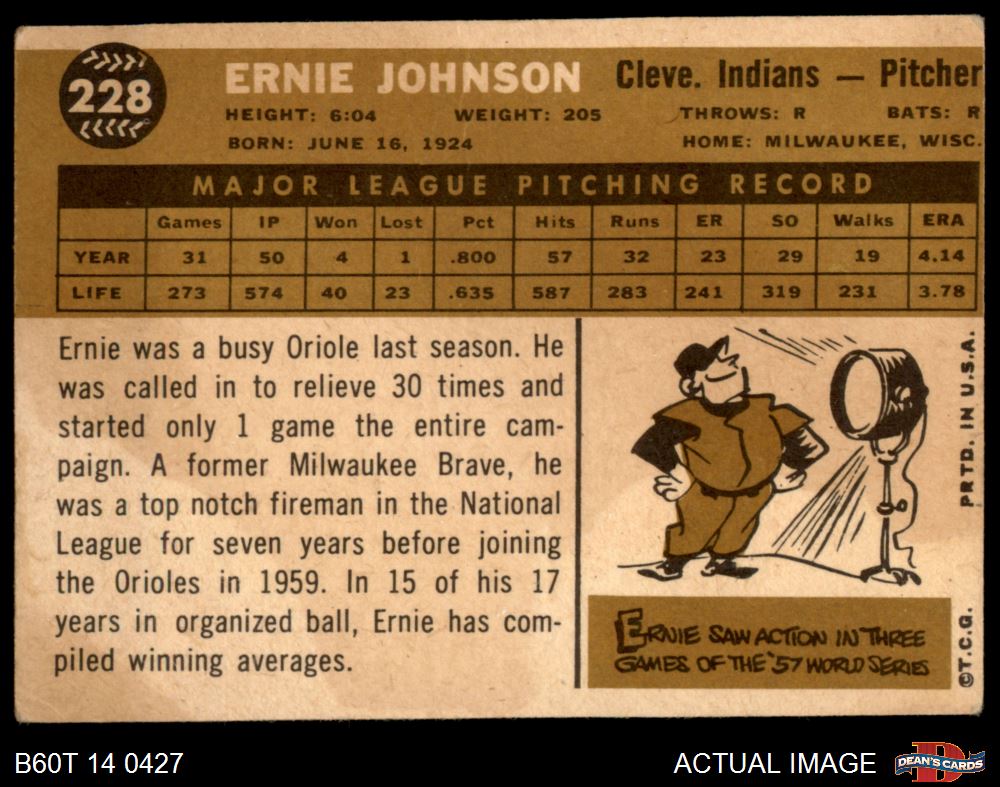 228
ERNIE JOHNSON Cleve. Indians — Pitcher
HEIGHT: 6:04 WEIGHT: 205 THROWS: R BATS: R
BORN: JUNE 16, 1924 HOME: MILWAUKEE, WISC.
MAJOR LEAGUE PITCHING RECORD
Games IP Won Lost Pct Hits Runs ER SO Walks ERA
YEAR 31 50 4 1 .800 57 32 23 29 19 4.14
LIFE 273 574 40 23 .635 587 283 241 319 231 3.78
Ernie was a busy Oriole last season. He
was called in to relieve 30 times and
started only 1 game the entire cam-
paign. A former Milwaukee Brave, he
was a top notch fireman in the National
League for seven years before joining
the Orioles in 1959. In 15 of his 17
years in organized ball, Ernie has com-
piled winning averages.
ERNIE SAW ACTION IN THREE
GAMES OF THE '57 WORLD SERIES
©T.C.G. PRTD. IN U.S.A.
B60T 14 0427 ACTUAL IMAGE
D
DEAN'S CARDS